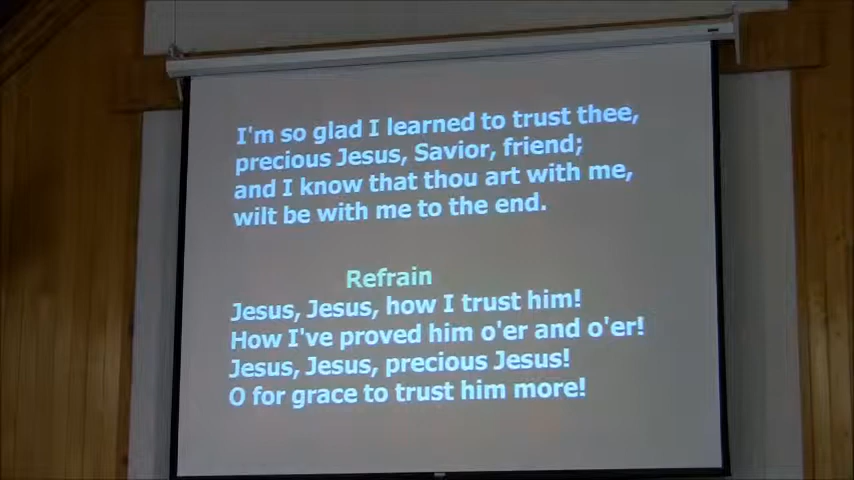 I'm so glad I learned to trust thee,
precious Jesus, Savior, friend;
and I know that thou art with me,
wilt be with me to the end.
Refrain
Jesus, Jesus, how I trust him!
How I've proved him o'er and o'er!
Jesus, Jesus, precious Jesus!
O for grace to trust him more!